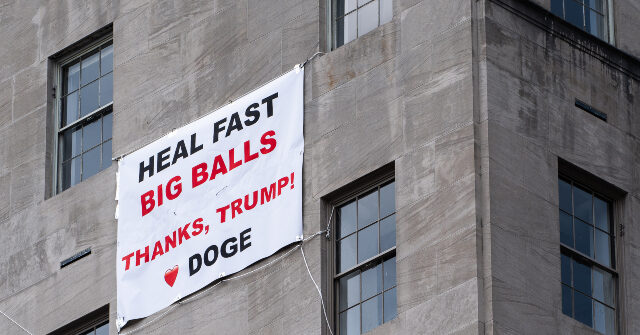 HEAL FAST
BIG BALLS
THANKS, TRUMP!
❤ DOGE